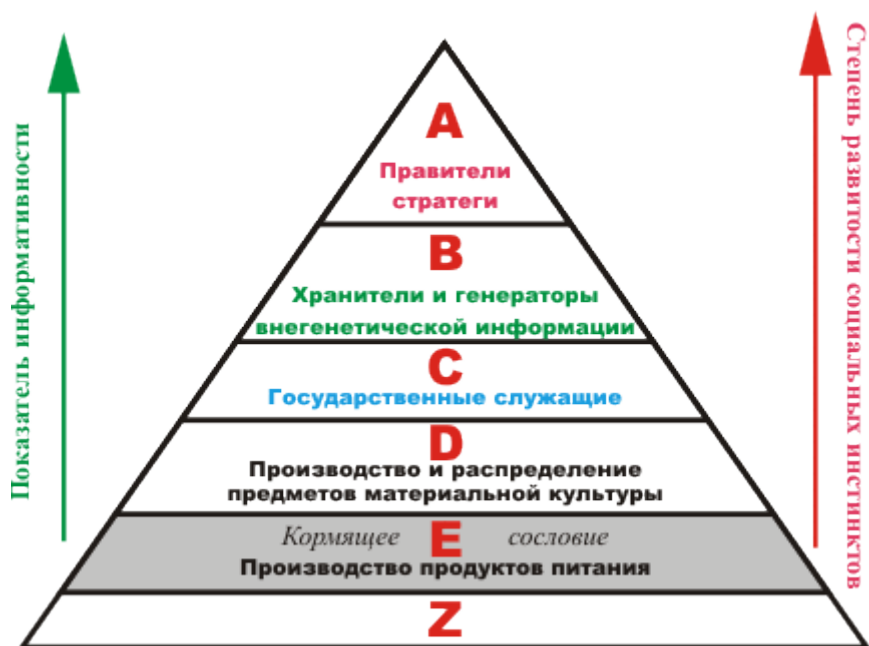 Показатель информативности
A
Правители
стратеги
B
Хранители и генераторы
внегенетической информации
C
Государственные служащие
D
Производство и распределение
предметов материальной культуры
Кормящее E сословие
Производство продуктов питания
Z
Степень развитости социальных инстинктов